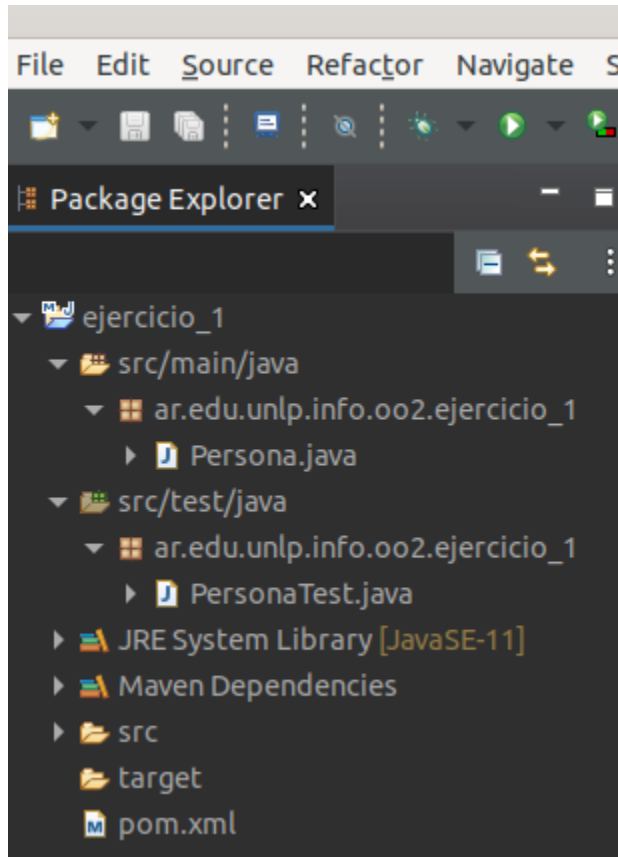 File Edit Source Refactor Navigate S
Package Explorer
ejercicio_1
src/main/java
ar.edu.unlp.info.oo2.ejercicio_1
Persona.java
src/test/java
ar.edu.unlp.info.oo2.ejercicio_1
PersonaTest.java
JRE System Library [JavaSE-11]
Maven Dependencies
src
target
pom.xml